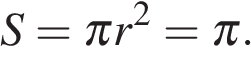 S = πr² = π.